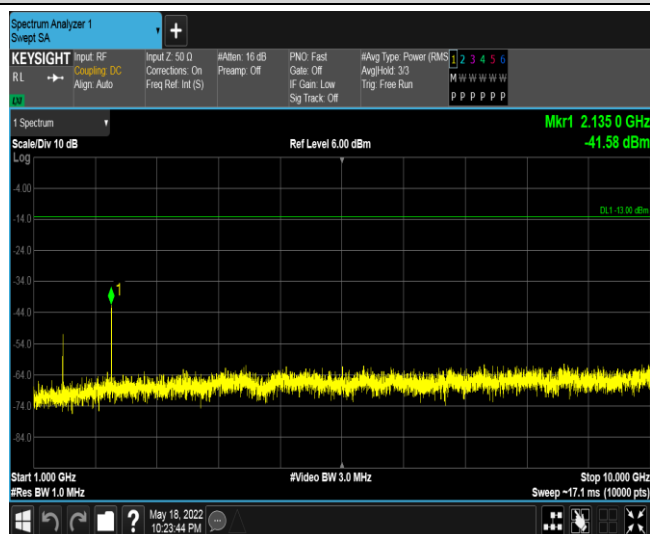 Spectrum Analyzer 1
Swept SA
KEYSIGHT
RL
Input: RF
Coupling: DC
Align: Auto
Input Z: 50 Ω
Corrections: On
Freq Ref: Int (S)
#Atten: 16 dB
Preamp: Off
PNO: Fast
Gate: Off
IF Gain: Low
Sig Track: Off
#Avg Type: Power (RMS
Avg|Hold: 3/3
Trig: Free Run
1 2 3 4 5 6
M W W W W W
P P P P P P
1 Spectrum
Mkr1 2.135 0 GHz
-41.58 dBm
Scale/Div 10 dB
Ref Level 6.00 dBm
Log
-4.00
DL1 -13.00 dBm
-14.0
-24.0
-34.0
1
-44.0
-54.0
-64.0
-74.0
-84.0
Start 1.000 GHz
#Video BW 3.0 MHz
Stop 10.000 GHz
#Res BW 1.0 MHz
Sweep ~17.1 ms (10000 pts)
May 18, 2022
10:23:44 PM